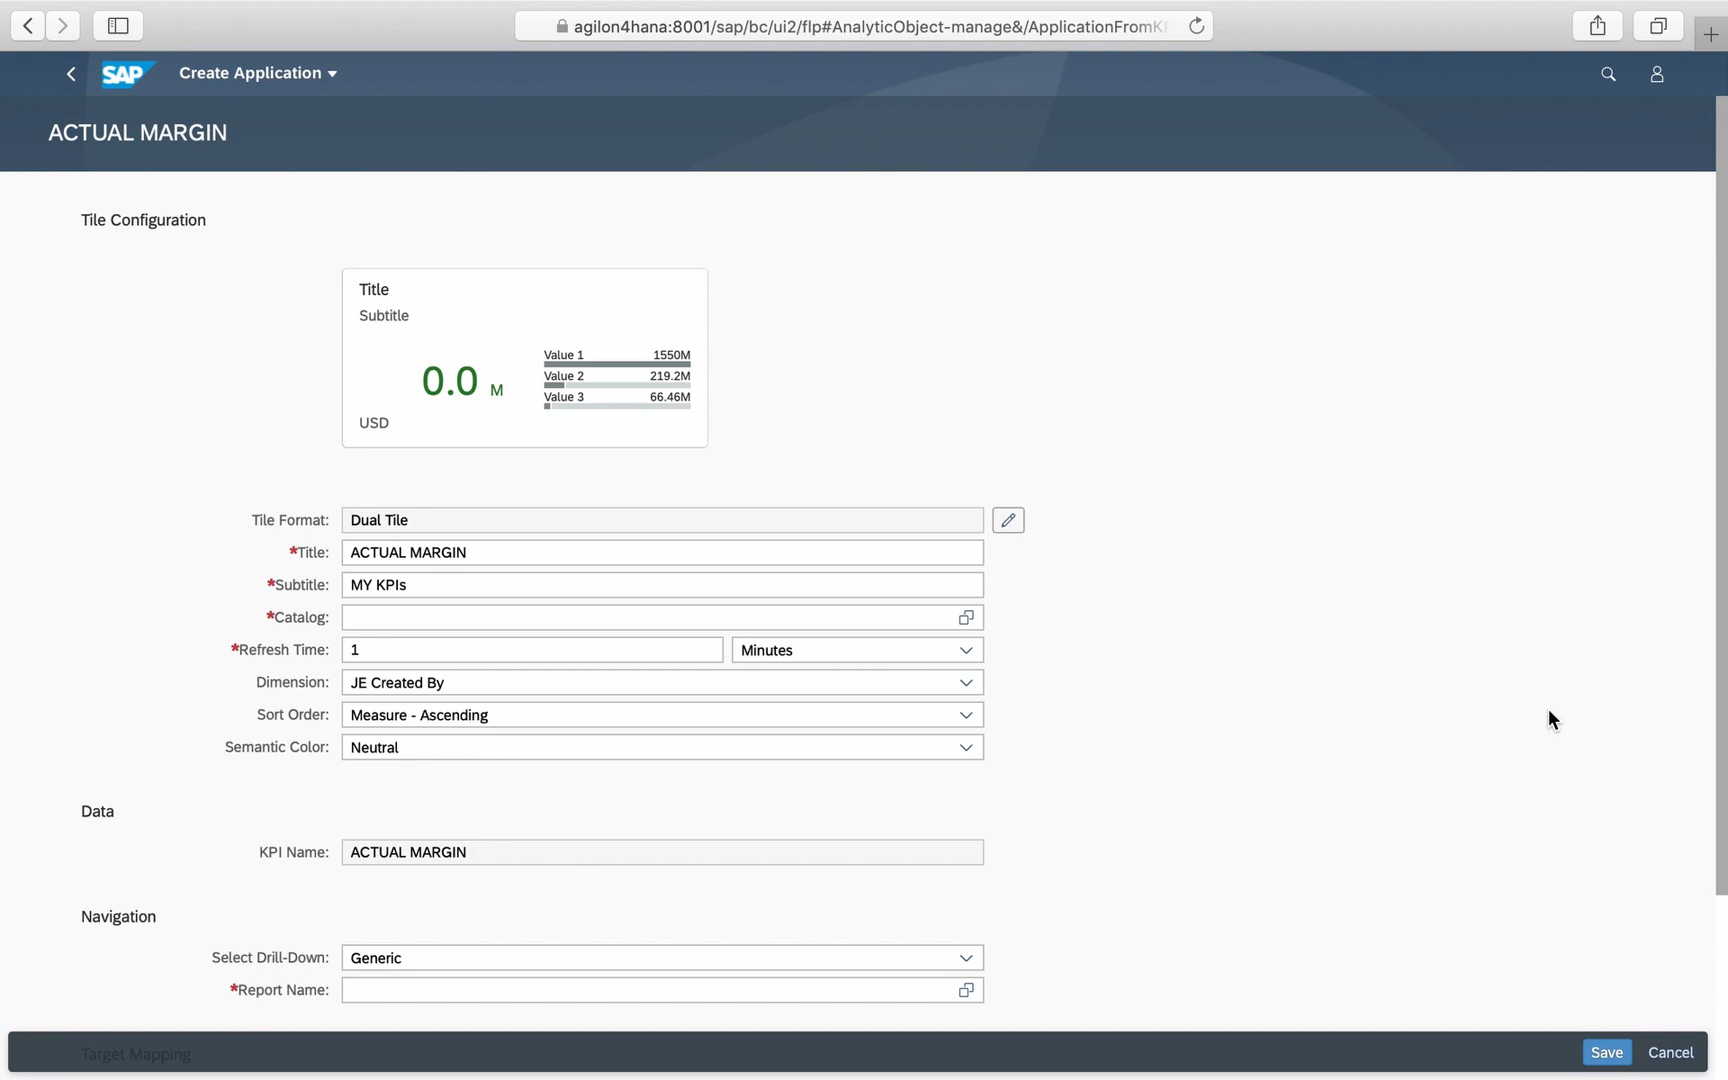 agilon4hana:8001/sap/bc/ui2/flp#AnalyticObject-manage&/ApplicationFromK
SAP Create Application
ACTUAL MARGIN
Tile Configuration
Title
Subtitle
Value 1 1550M
Value 2 219.2M
Value 3 66.46M
0.0 M
USD
Tile Format: Dual Tile
*Title: ACTUAL MARGIN
*Subtitle: MY KPIs
*Catalog:
*Refresh Time: 1 Minutes
Dimension: JE Created By
Sort Order: Measure - Ascending
Semantic Color: Neutral
Data
KPI Name: ACTUAL MARGIN
Navigation
Select Drill-Down: Generic
*Report Name:
Target Mapping
Save Cancel